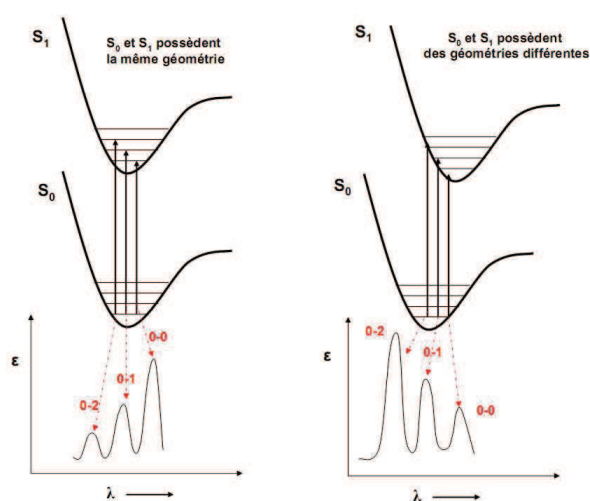 S1
S0 et S1 possèdent
la même géométrie
S0
ε
0-2
0-1
0-0
λ
S1
S0 et S1 possèdent
des géométries différentes
S0
ε
0-2
0-1
0-0
λ